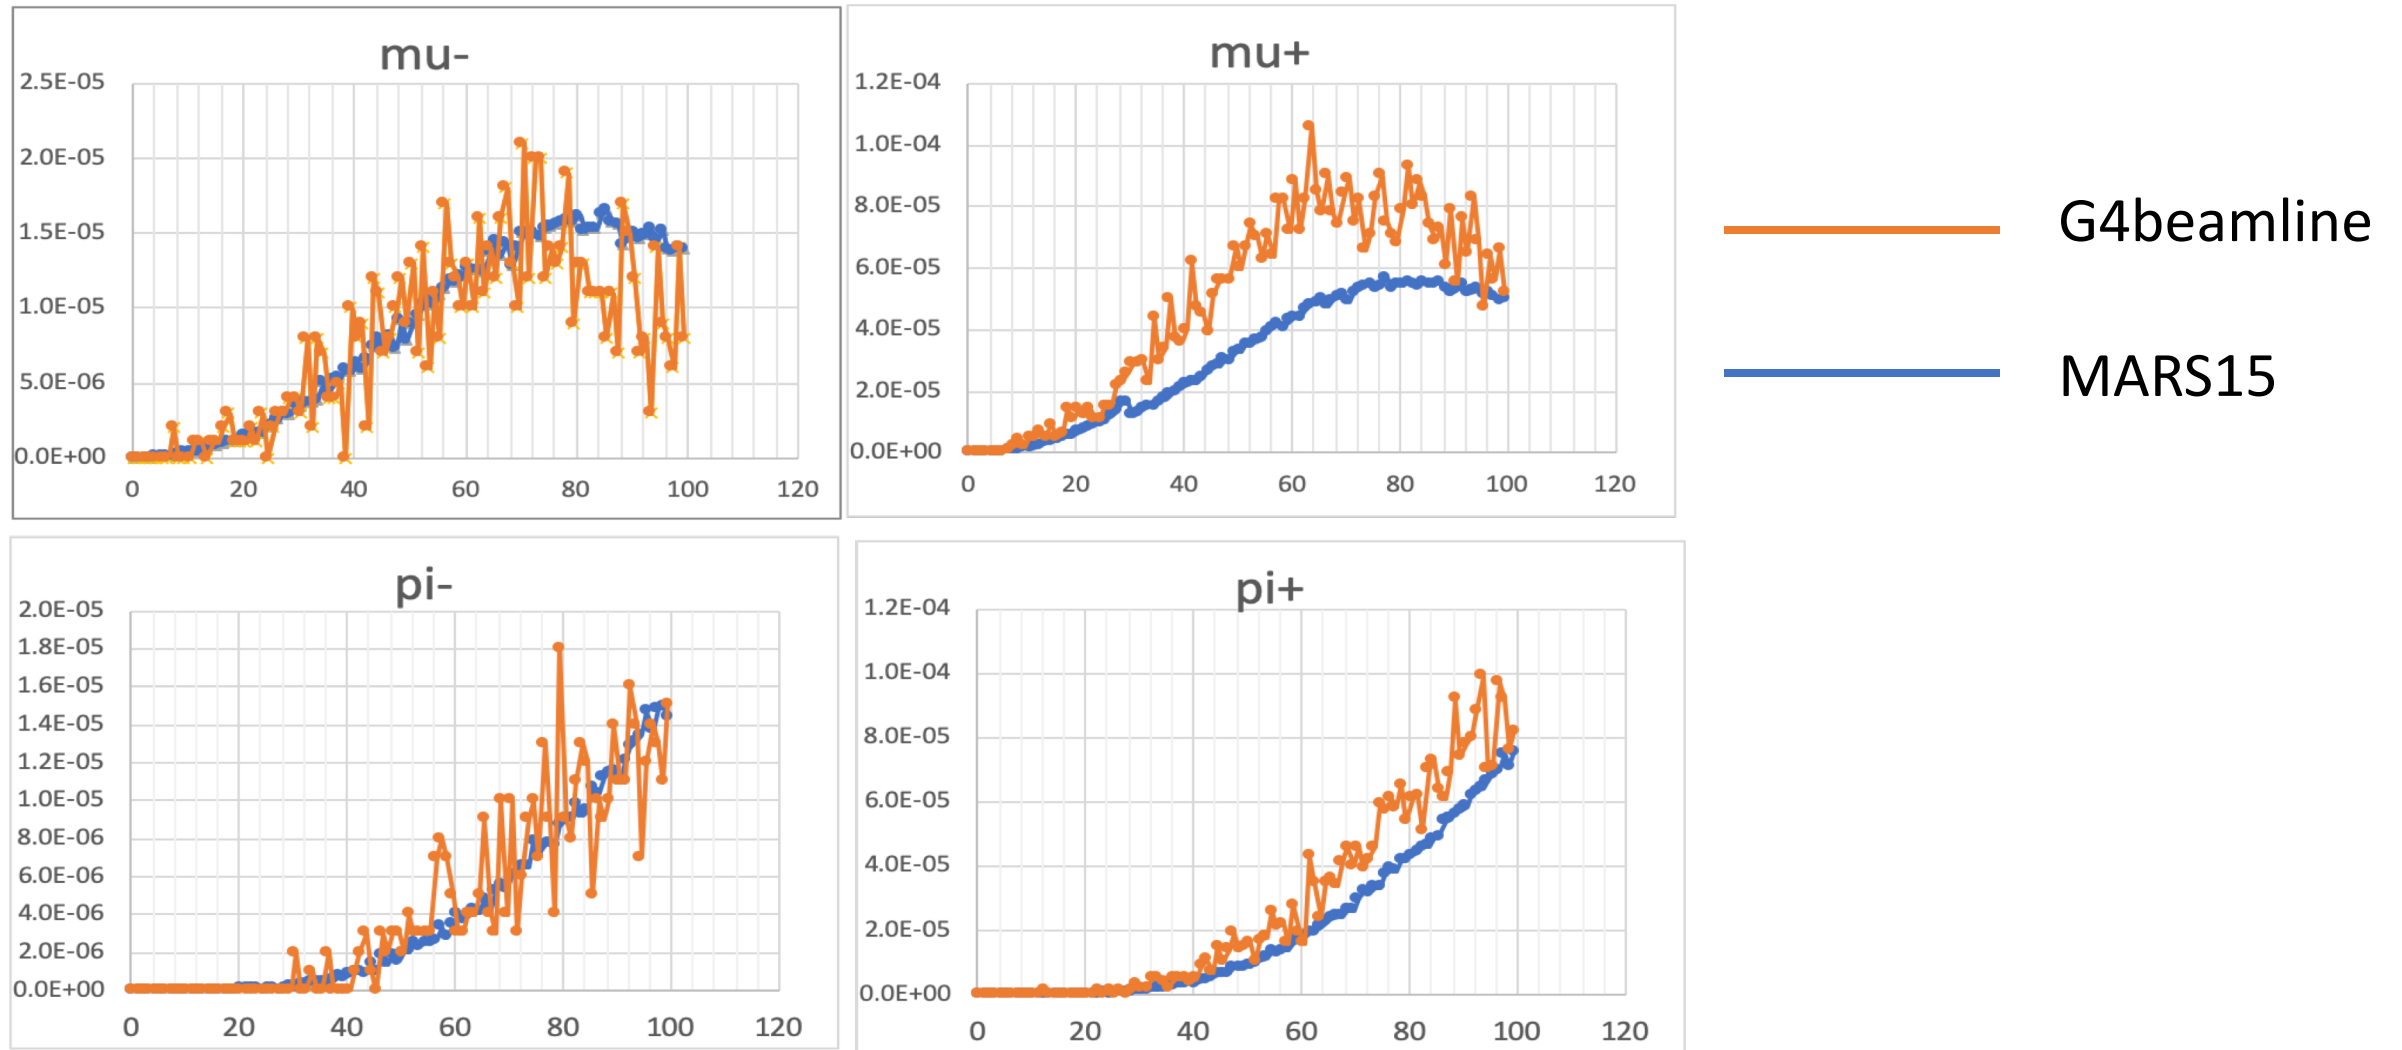 mu-
2.5E-05
2.0E-05
1.5E-05
1.0E-05
5.0E-06
0.0E+00
0 20 40 60 80 100 120
mu+
1.2E-04
1.0E-04
8.0E-05
6.0E-05
4.0E-05
2.0E-05
0.0E+00
0 20 40 60 80 100 120
G4beamline
MARS15
pi-
2.0E-05
1.8E-05
1.6E-05
1.4E-05
1.2E-05
1.0E-05
8.0E-06
6.0E-06
4.0E-06
2.0E-06
0.0E+00
0 20 40 60 80 100 120
pi+
1.2E-04
1.0E-04
8.0E-05
6.0E-05
4.0E-05
2.0E-05
0.0E+00
0 20 40 60 80 100 120